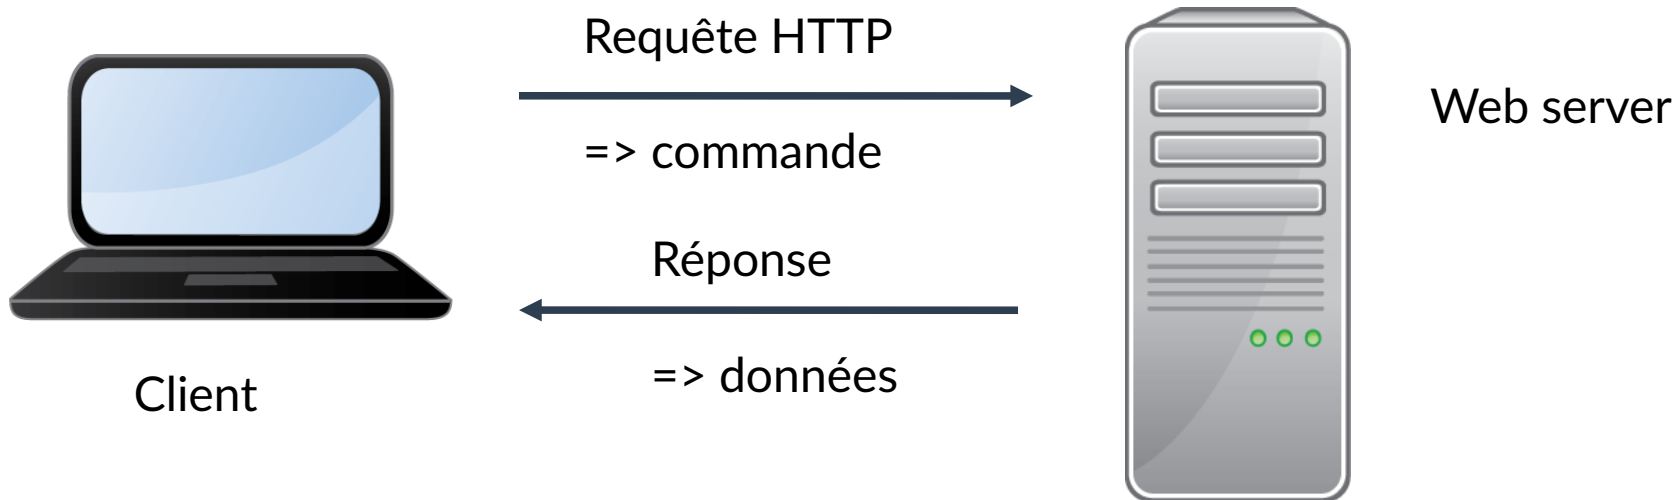 Requête HTTP
=> commande
Réponse
=> données
Client
Web server